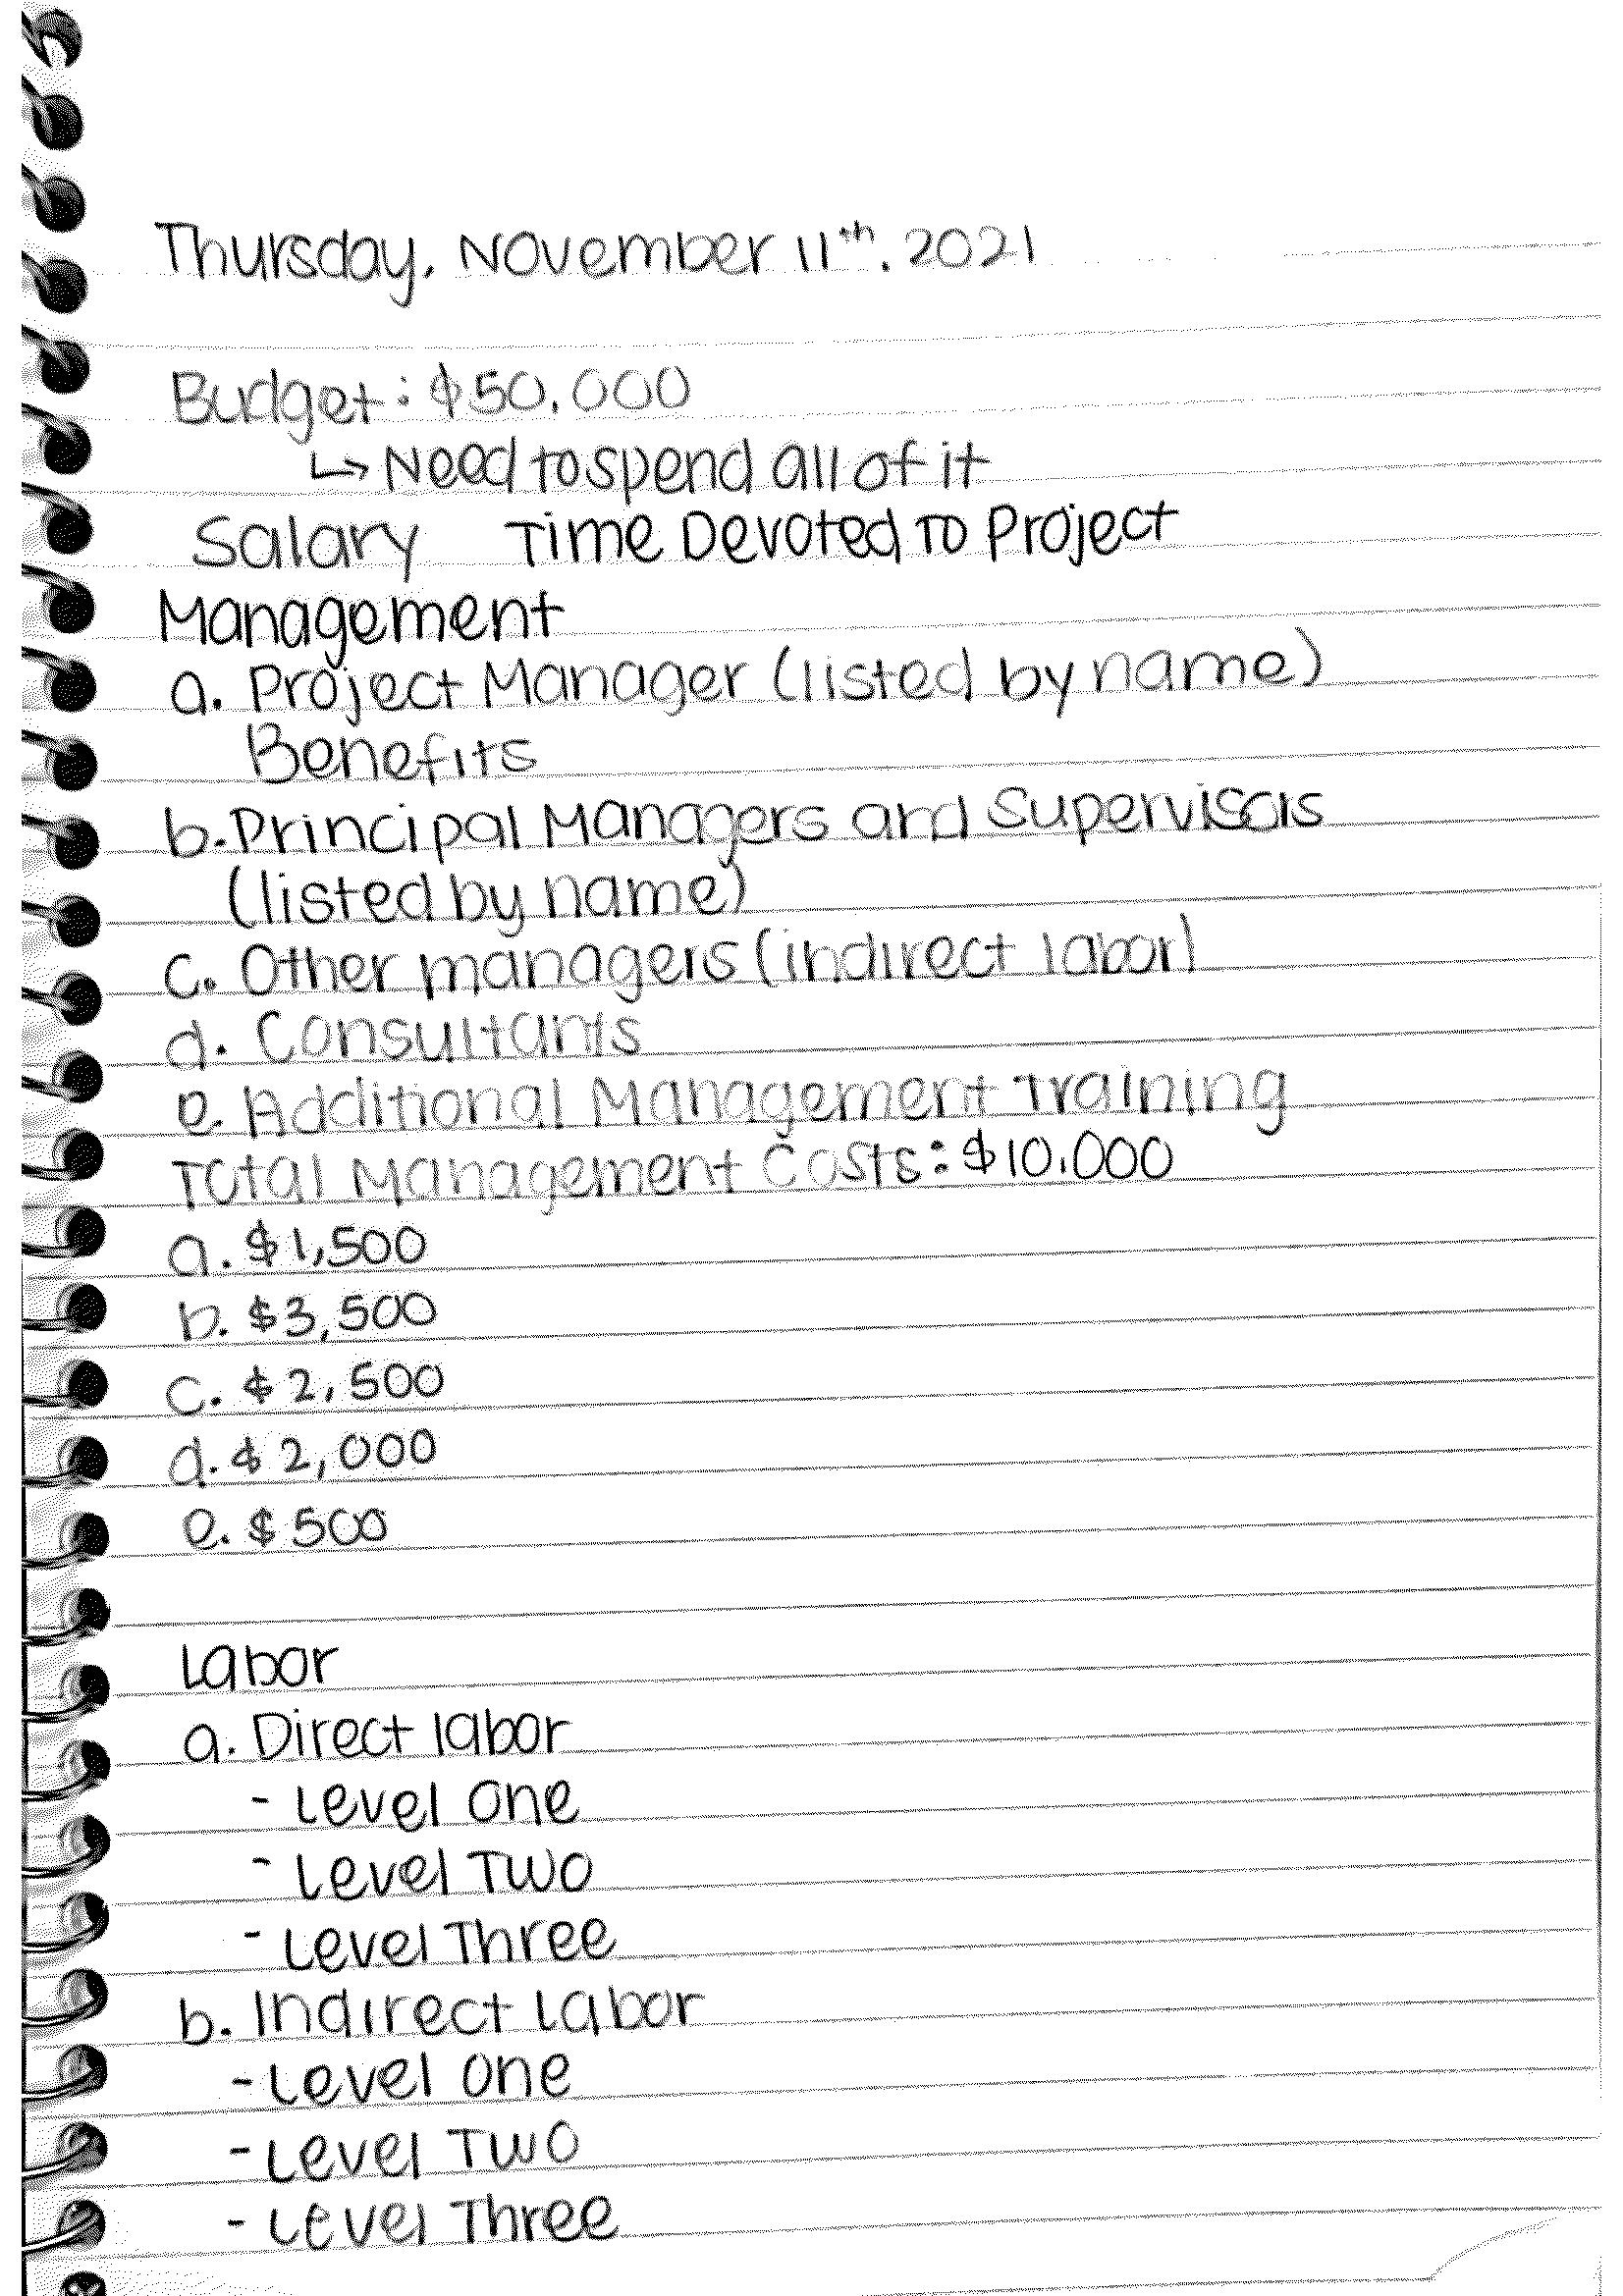 Thursday, November 11th, 2021
Budget: $50,000
↳ Need to spend all of it
Salary Time Devoted To Project
Management
a. Project Manager (listed by name)
Benefits
b. Principal Managers and Supervisors
(listed by name)
c. Other managers (indirect labor)
d. Consultants
e. Additional Management Training
Total Management Costs: $10,000
a. $1,500
b. $3,500
c. $2,500
d. $2,000
e. $500
Labor
a. Direct labor
- Level One
- Level Two
- Level Three
b. Indirect Labor
- Level One
- Level Two
- Level Three